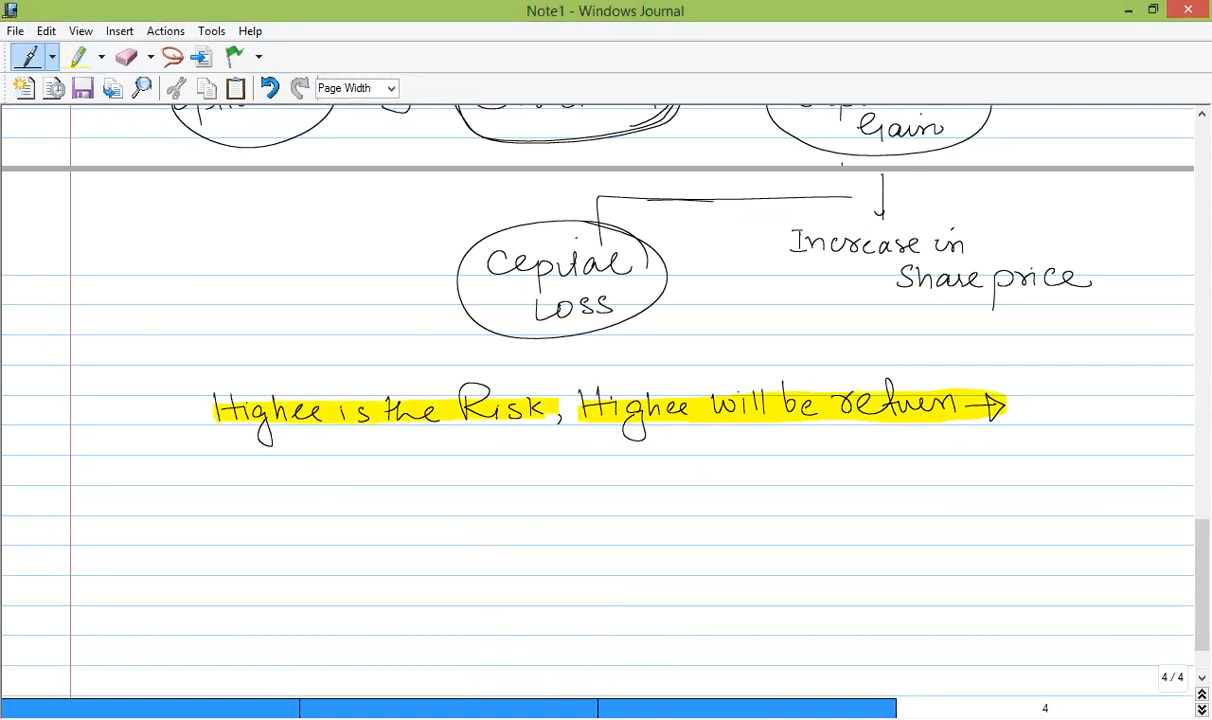 Note1 - Windows Journal
File Edit View Insert Actions Tools Help
Page Width
Gain
Increase in
Share price
Cepital
Loss
Highee is the Risk, Highee will be return →
4 / 4
4